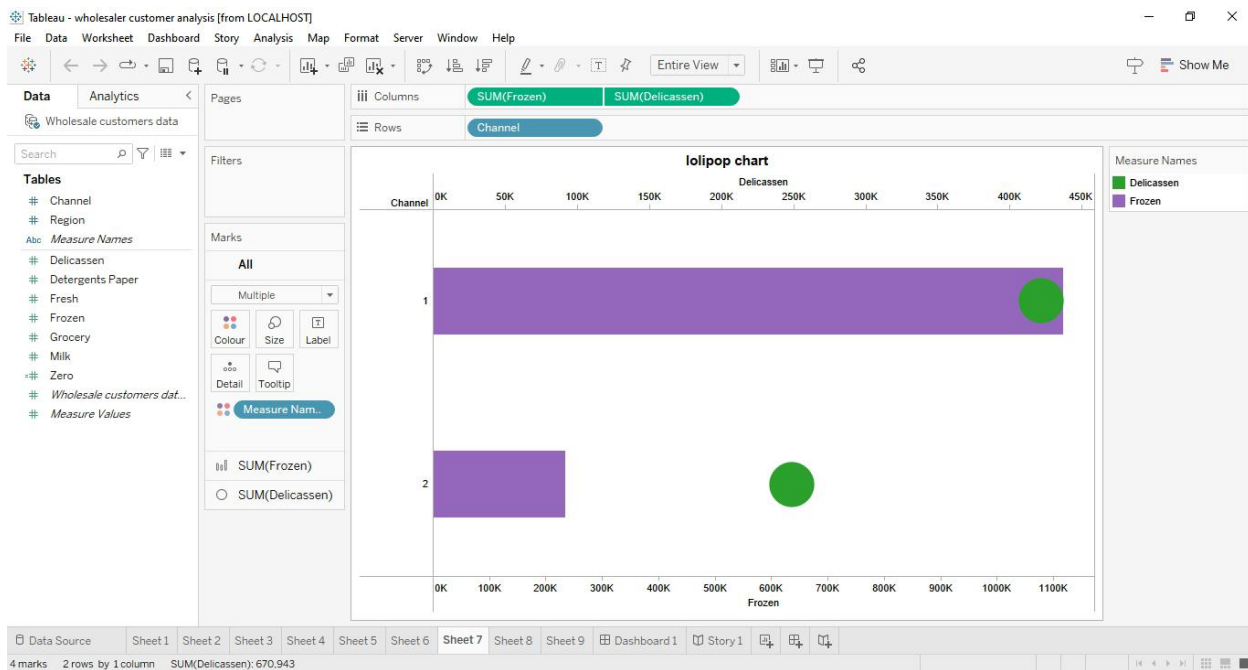 Tableau - wholesaler customer analysis [from LOCALHOST]
File Data Worksheet Dashboard Story Analysis Map Format Server Window Help
Entire View
Show Me
Data Analytics
Wholesale customers data
Search
Tables
Channel
Region
Abc Measure Names
Delicassen
Detergents Paper
Fresh
Frozen
Grocery
Milk
Zero
Wholesale customers dat...
Measure Values
Pages
Filters
Marks
All
Multiple
Colour Size Label
Detail Tooltip
Measure Nam..
SUM(Frozen)
SUM(Delicassen)
Columns SUM(Frozen) SUM(Delicassen)
Rows Channel
lolipop chart
Delicassen
Channel 0K 50K 100K 150K 200K 250K 300K 350K 400K 450K
1
2
0K 100K 200K 300K 400K 500K 600K 700K 800K 900K 1000K 1100K
Frozen
Measure Names
Delicassen
Frozen
Data Source Sheet 1 Sheet 2 Sheet 3 Sheet 4 Sheet 5 Sheet 6 Sheet 7 Sheet 8 Sheet 9 Dashboard 1 Story 1
4 marks 2 rows by 1 column SUM(Delicassen): 670,943